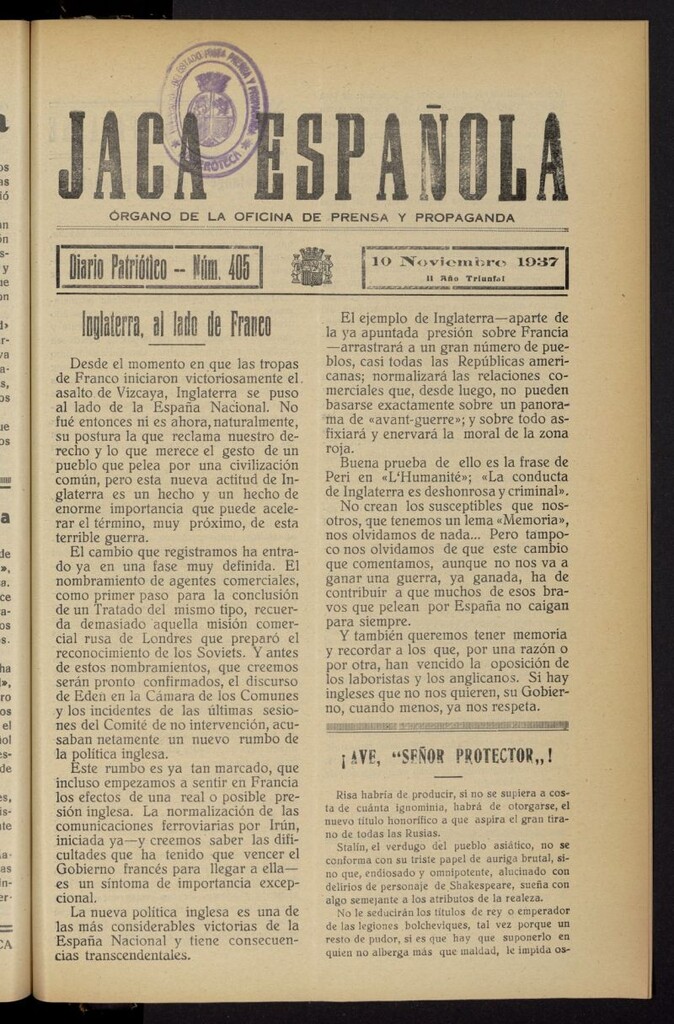 JACA ESPAÑOLA
ÓRGANO DE LA OFICINA DE PRENSA Y PROPAGANDA
Diario Patriótico -- Núm. 405
10 Noviembre 1937
II Año Triunfal
Inglaterra, al lado de Franco
Desde el momento en que las tropas
de Franco iniciaron victoriosamente el
asalto de Vizcaya, Inglaterra se puso
al lado de la España Nacional. No
fué entonces ni es ahora, naturalmente,
su postura la que reclama nuestro de-
recho y lo que merece el gesto de un
pueblo que pelea por una civilización
común, pero esta nueva actitud de In-
glaterra es un hecho y un hecho de
enorme importancia que puede acele-
rar el término, muy próximo, de esta
terrible guerra.
El cambio que registramos ha entra-
do ya en una fase muy definida. El
nombramiento de agentes comerciales,
como primer paso para la conclusión
de un Tratado del mismo tipo, recuer-
da demasiado aquella misión comer-
cial rusa de Londres que preparó el
reconocimiento de los Soviets. Y antes
de estos nombramientos, que creemos
serán pronto confirmados, el discurso
de Eden en la Cámara de los Comunes
y los incidentes de las últimas sesio-
nes del Comité de no intervención, acu-
saban netamente un nuevo rumbo de
la política inglesa.
Este rumbo es ya tan marcado, que
incluso empezamos a sentir en Francia
los efectos de una real o posible pre-
sión inglesa. La normalización de las
comunicaciones ferroviarias por Irún,
iniciada ya—y creemos saber las difi-
cultades que ha tenido que vencer el
Gobierno francés para llegar a ella—
es un síntoma de importancia excep-
cional.
La nueva política inglesa es una de
las más considerables victorias de la
España Nacional y tiene consecuen-
cias transcendentales.
El ejemplo de Inglaterra—aparte de
la ya apuntada presión sobre Francia
—arrastrará a un gran número de pue-
blos, casi todas las Repúblicas ameri-
canas; normalizará las relaciones co-
merciales que, desde luego, no pueden
basarse exactamente sobre un panora-
ma de «avant-guerre»; y sobre todo as-
fixiará y enervará la moral de la zona
roja.
Buena prueba de ello es la frase de
Peri en «L'Humanité»; «La conducta
de Inglaterra es deshonrosa y criminal».
No crean los susceptibles que nos-
otros, que tenemos un lema «Memoria»,
nos olvidamos de nada... Pero tampo-
co nos olvidamos de que este cambio
que comentamos, aunque no nos va a
ganar una guerra, ya ganada, ha de
contribuir a que muchos de esos bra-
vos que pelean por España no caigan
para siempre.
Y también queremos tener memoria
y recordar a los que, por una razón o
por otra, han vencido la oposición de
los laboristas y los anglicanos. Si hay
ingleses que no nos quieren, su Gobier-
no, cuando menos, ya nos respeta.
¡AVE, “SEÑOR PROTECTOR„!
Risa habría de producir, si no se supiera a cos-
ta de cuánta ignominia, habrá de otorgarse, el
nuevo título honorífico a que aspira el gran tira-
no de todas las Rusias.
Stalin, el verdugo del pueblo asiático, no se
conforma con su triste papel de auriga brutal, si-
no que, endiosado y omnipotente, alucinado con
delirios de personaje de Shakespeare, sueña con
algo semejante a los atributos de la realeza.
No le seducirán los títulos de rey o emperador
de las legiones bolcheviques, tal vez porque un
resto de pudor, si es que hay que suponerlo en
quien no alberga más que maldad, le impida os-